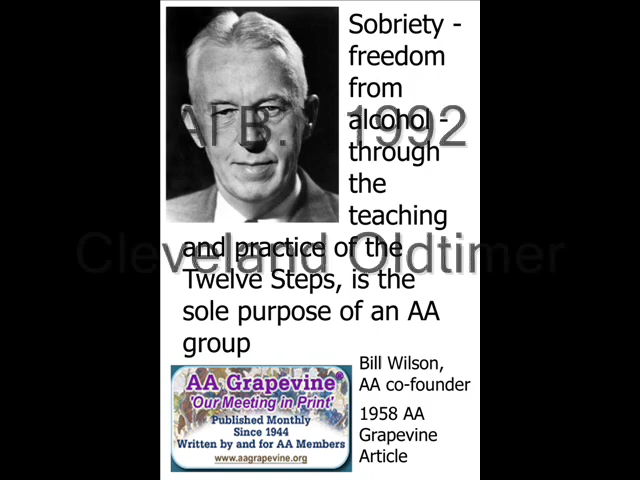 Sobriety -
freedom
from
alcohol -
through
the
teaching
and practice of the
Twelve Steps, is the
sole purpose of an AA
group
Al B. 1992
Cleveland Oldtimer
Bill Wilson,
AA co-founder
1958 AA
Grapevine
Article
AA Grapevine®
'Our Meeting in Print'
Published Monthly
Since 1944
Written by and for AA Members
www.aagrapevine.org